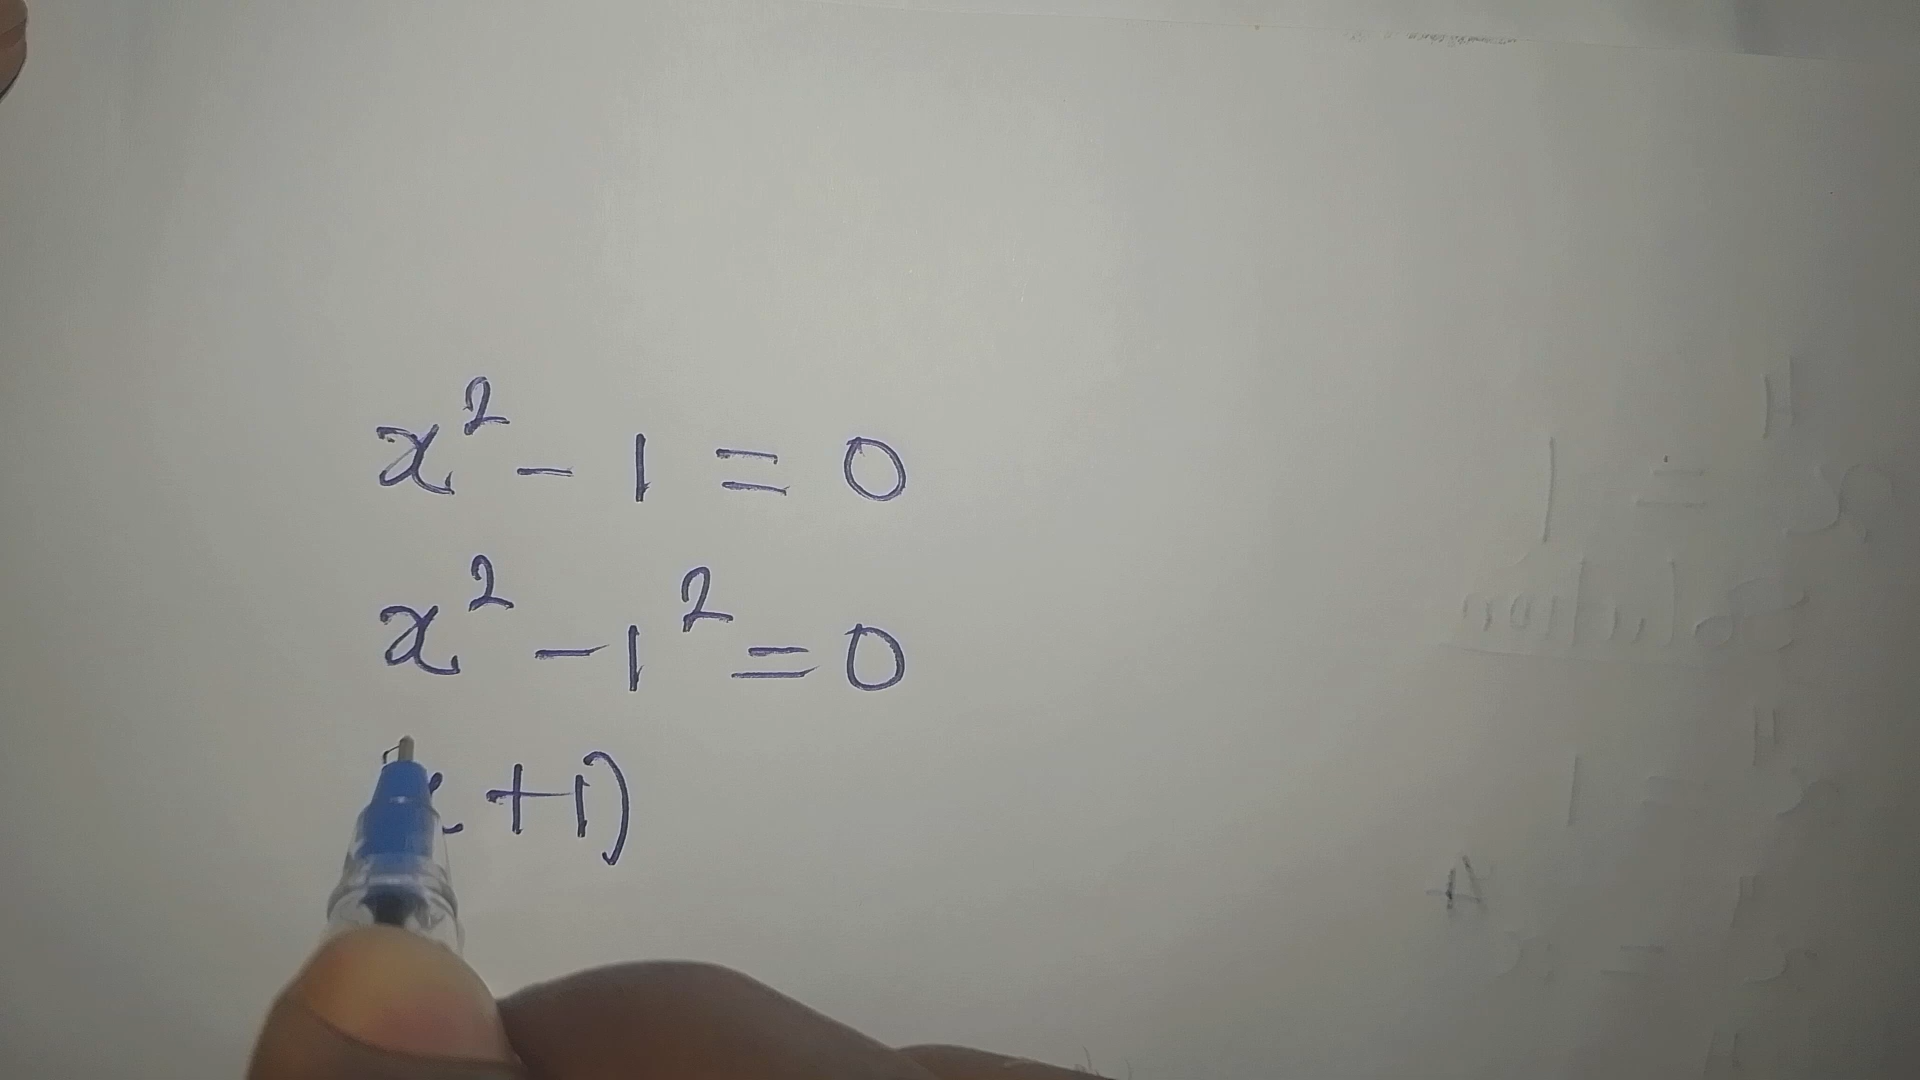 x² - 1 = 0
x² - 1² = 0
(x + 1)